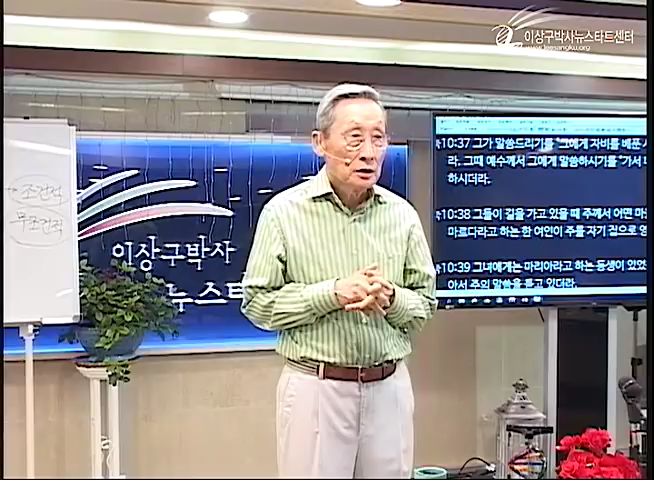 이상구박사뉴스타트센터
www.leesangku.org
조건적
무조건적
이상구박사
뉴스타트
10:37 그가 말씀드리기를 "그에게 자비를 베푼
라. 그때 예수께서 그에게 말씀하시기를 "가서
하시더라.
10:38 그들이 길을 가고 있을 때 주께서 어떤
마르다라고 하는 한 여인이 주를 자기 집으로
10:39 그녀에게는 마리아라고 하는 동생이
아서 주의 말씀을 듣고 있더라.